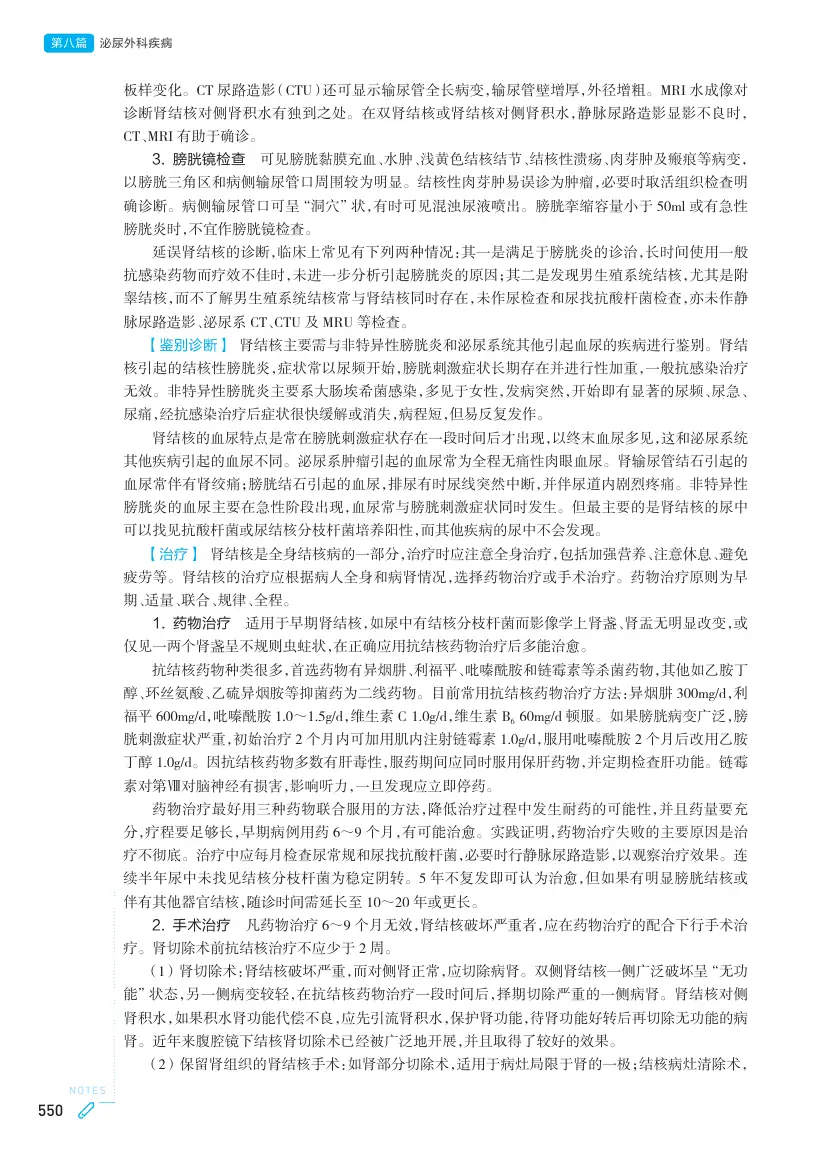 第八篇 泌尿外科疾病
板样变化。CT 尿路造影（CTU）还可显示输尿管全长病变，输尿管壁增厚，外径增粗。MRI 水成像对
诊断肾结核对侧肾积水有独到之处。在双肾结核或肾结核对侧肾积水，静脉尿路造影显影不良时，
CT、MRI 有助于确诊。
3. 膀胱镜检查 可见膀胱黏膜充血、水肿、浅黄色结核结节、结核性溃疡、肉芽肿及瘢痕等病变，
以膀胱三角区和病侧输尿管口周围较为明显。结核性肉芽肿易误诊为肿瘤，必要时取活组织检查明
确诊断。病侧输尿管口可呈“洞穴”状，有时可见混浊尿液喷出。膀胱挛缩容量小于 50ml 或有急性
膀胱炎时，不宜作膀胱镜检查。
延误肾结核的诊断，临床上常见有下列两种情况：其一是满足于膀胱炎的诊治，长时间使用一般
抗感染药物而疗效不佳时，未进一步分析引起膀胱炎的原因；其二是发现男生殖系统结核，尤其是附
睾结核，而不了解男生殖系统结核常与肾结核同时存在，未作尿检查和尿找抗酸杆菌检查，亦未作静
脉尿路造影、泌尿系 CT、CTU 及 MRU 等检查。
【鉴别诊断】 肾结核主要需与非特异性膀胱炎和泌尿系统其他引起血尿的疾病进行鉴别。肾结
核引起的结核性膀胱炎，症状常以尿频开始，膀胱刺激症状长期存在并进行性加重，一般抗感染治疗
无效。非特异性膀胱炎主要系大肠埃希菌感染，多见于女性，发病突然，开始即有显著的尿频、尿急、
尿痛，经抗感染治疗后症状很快缓解或消失，病程短，但易反复发作。
肾结核的血尿特点是常在膀胱刺激症状存在一段时间后才出现，以终末血尿多见，这和泌尿系统
其他疾病引起的血尿不同。泌尿系肿瘤引起的血尿常为全程无痛性肉眼血尿。肾输尿管结石引起的
血尿常伴有肾绞痛；膀胱结石引起的血尿，排尿有时尿线突然中断，并伴尿道内剧烈疼痛。非特异性
膀胱炎的血尿主要在急性阶段出现，血尿常与膀胱刺激症状同时发生。但最主要的是肾结核的尿中
可以找见抗酸杆菌或尿结核分枝杆菌培养阳性，而其他疾病的尿中不会发现。
【治疗】 肾结核是全身结核病的一部分，治疗时应注意全身治疗，包括加强营养、注意休息、避免
疲劳等。肾结核的治疗应根据病人全身和病肾情况，选择药物治疗或手术治疗。药物治疗原则为早
期、适量、联合、规律、全程。
1. 药物治疗 适用于早期肾结核，如尿中有结核分枝杆菌而影像学上肾盏、肾盂无明显改变，或
仅见一两个肾盏呈不规则虫蛀状，在正确应用抗结核药物治疗后多能治愈。
抗结核药物种类很多，首选药物有异烟肼、利福平、吡嗪酰胺和链霉素等杀菌药物，其他如乙胺丁
醇、环丝氨酸、乙硫异烟胺等抑菌药为二线药物。目前常用抗结核药物治疗方法：异烟肼 300mg/d，利
福平 600mg/d，吡嗪酰胺 1.0～1.5g/d，维生素 C 1.0g/d，维生素 B₆ 60mg/d 顿服。如果膀胱病变广泛，膀
胱刺激症状严重，初始治疗 2 个月内可加用肌内注射链霉素 1.0g/d，服用吡嗪酰胺 2 个月后改用乙胺
丁醇 1.0g/d。因抗结核药物多数有肝毒性，服药期间应同时服用保肝药物，并定期检查肝功能。链霉
素对第Ⅷ对脑神经有损害，影响听力，一旦发现应立即停药。
药物治疗最好用三种药物联合服用的方法，降低治疗过程中发生耐药的可能性，并且药量要充
分，疗程要足够长，早期病例用药 6～9 个月，有可能治愈。实践证明，药物治疗失败的主要原因是治
疗不彻底。治疗中应每月检查尿常规和尿找抗酸杆菌，必要时行静脉尿路造影，以观察治疗效果。连
续半年尿中未找见结核分枝杆菌为稳定阴转。5 年不复发即可认为治愈，但如果有明显膀胱结核或
伴有其他器官结核，随诊时间需延长至 10～20 年或更长。
2. 手术治疗 凡药物治疗 6～9 个月无效，肾结核破坏严重者，应在药物治疗的配合下行手术治
疗。肾切除术前抗结核治疗不应少于 2 周。
（1）肾切除术：肾结核破坏严重，而对侧肾正常，应切除病肾。双侧肾结核一侧广泛破坏呈“无功
能”状态，另一侧病变较轻，在抗结核药物治疗一段时间后，择期切除严重的一侧病肾。肾结核对侧
肾积水，如果积水肾功能代偿不良，应先引流肾积水，保护肾功能，待肾功能好转后再切除无功能的病
肾。近年来腹腔镜下结核肾切除术已经被广泛地开展，并且取得了较好的效果。
（2）保留肾组织的肾结核手术：如肾部分切除术，适用于病灶局限于肾的一极；结核病灶清除术，
NOTES
550